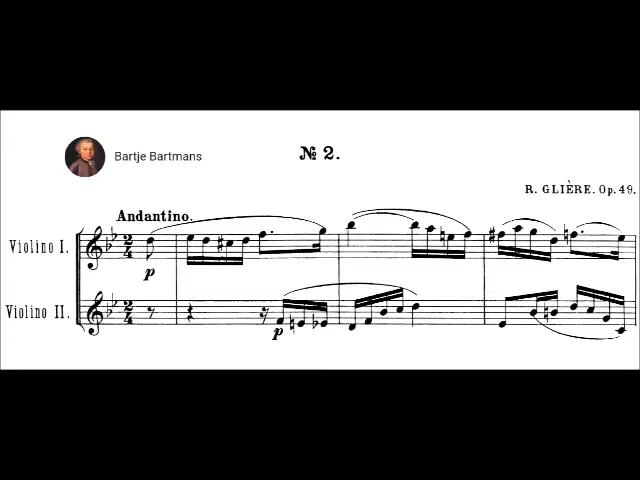 Bartje Bartmans
№ 2.
R. GLIÈRE. Op. 49.
Andantino.
Violino I.
p
Violino II.
p